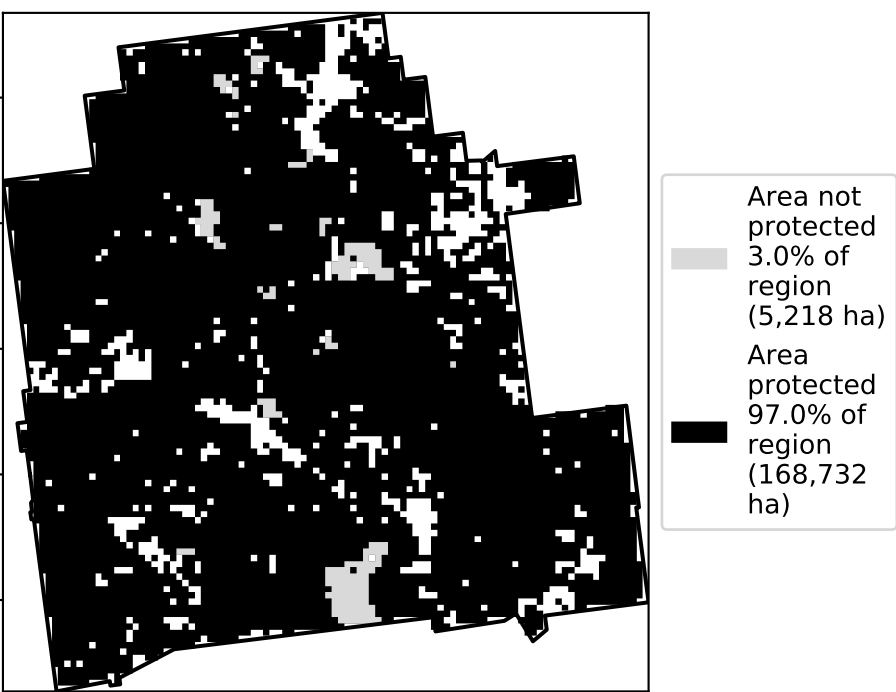 Area not
protected
3.0% of
region
(5,218 ha)
Area
protected
97.0% of
region
(168,732
ha)